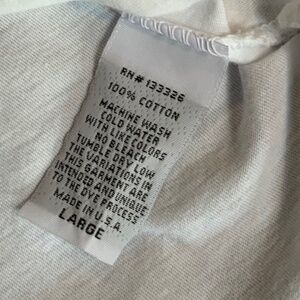 RN# 133326
100% COTTON
MACHINE WASH
COLD WATER
WITH LIKE COLORS
NO BLEACH
TUMBLE DRY LOW
THE VARIATIONS IN
THIS GARMENT ARE
INTENDED AND UNIQUE
TO THE DYE PROCESS
MADE IN U.S.A.
LARGE